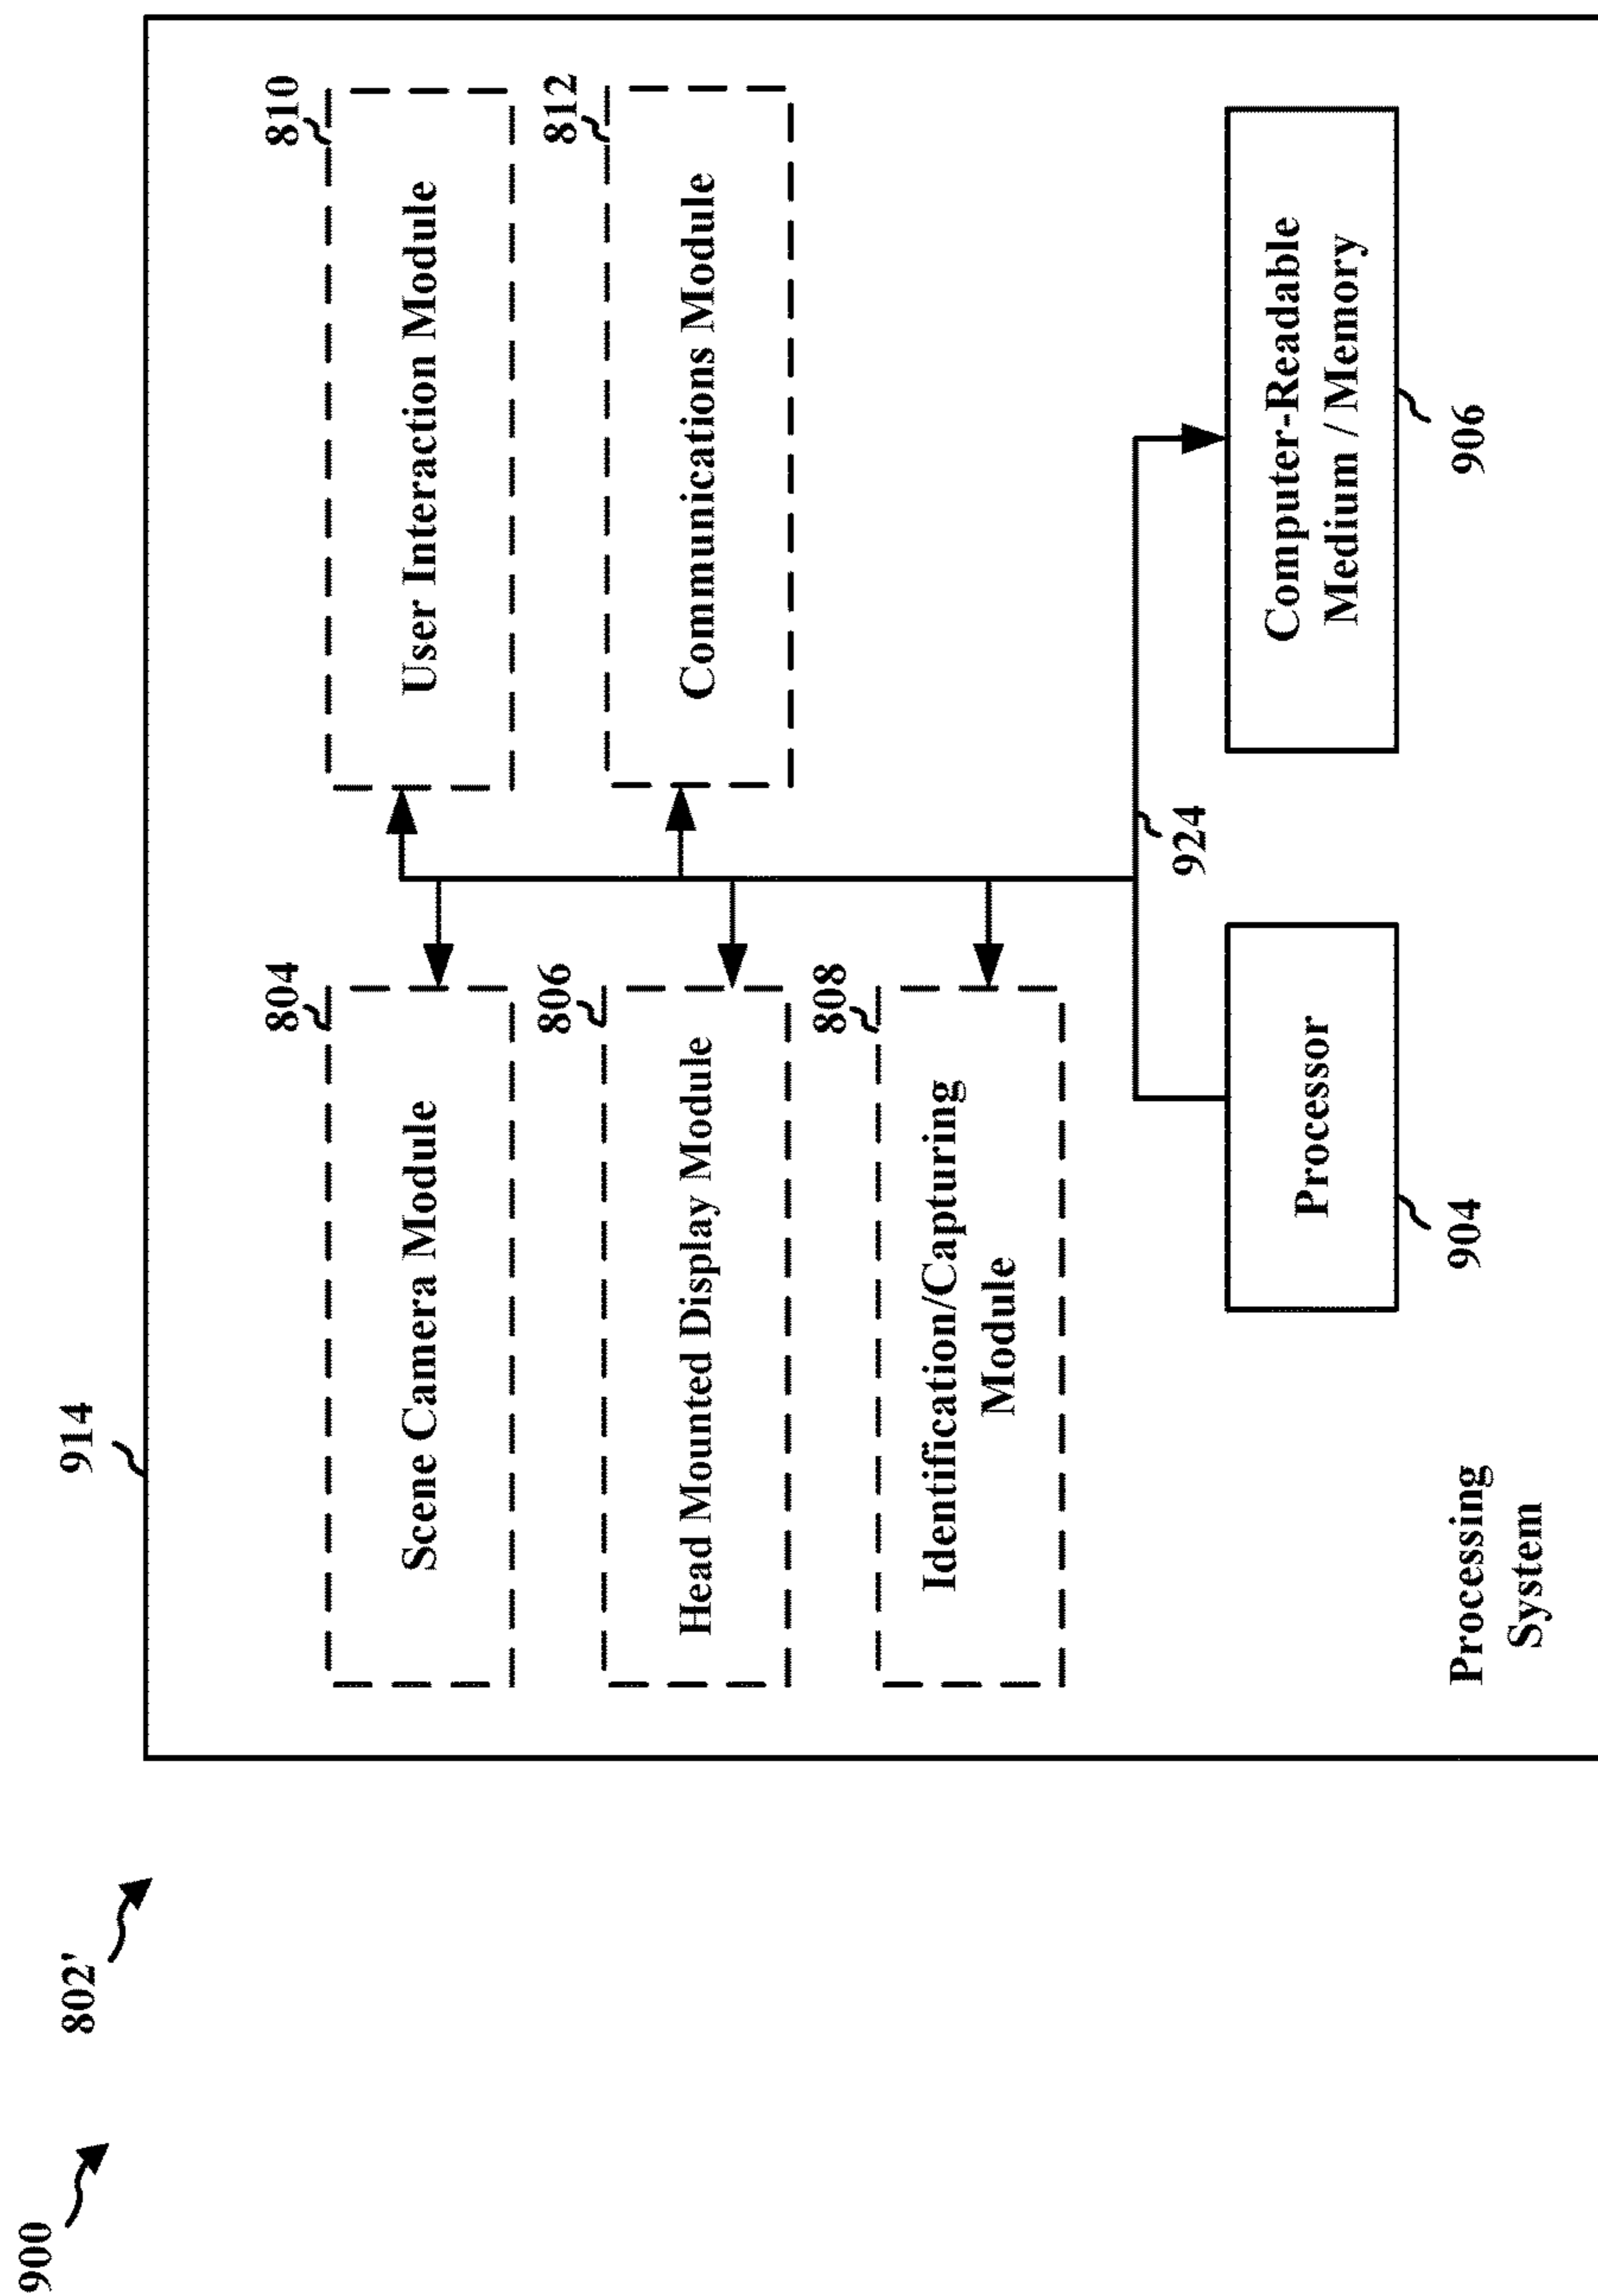 900
802'
914
804
Scene Camera Module
810
User Interaction Module
806
Head Mounted Display Module
812
Communications Module
808
Identification/Capturing
Module
924
Processor
904
Computer-Readable
Medium / Memory
906
Processing
System